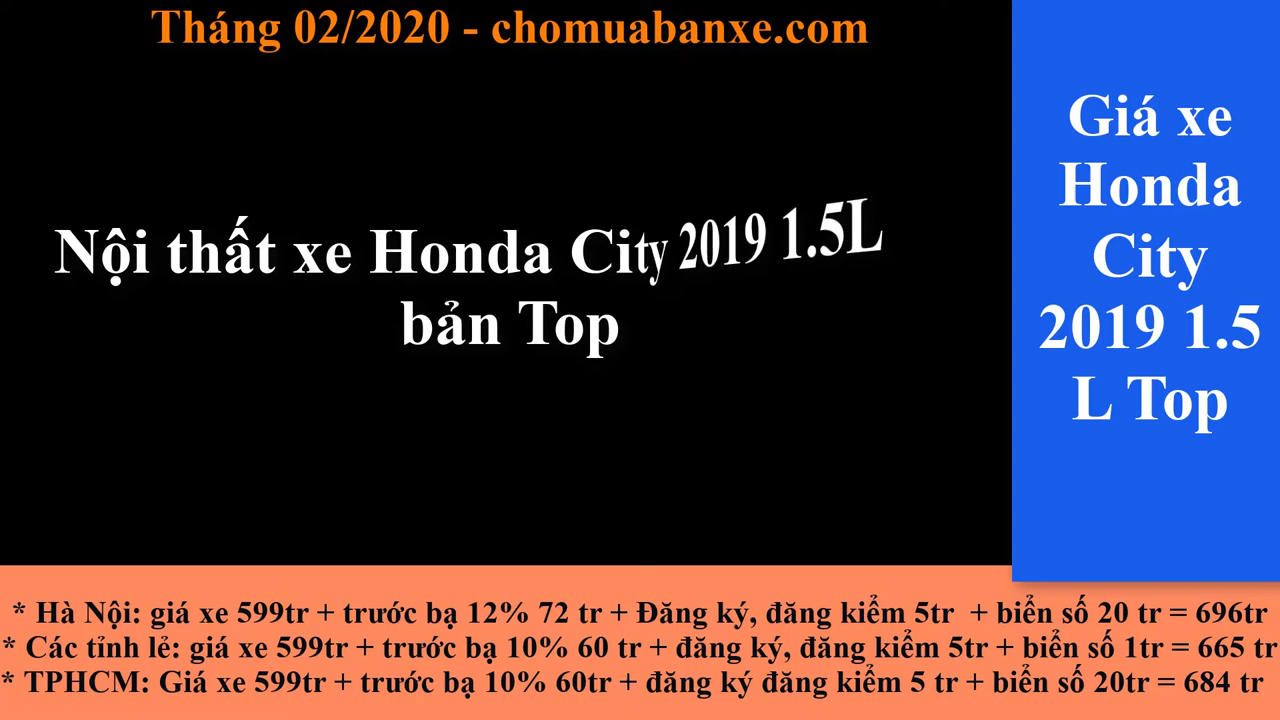 Tháng 02/2020 - chomuabanxe.com
Nội thất xe Honda City 2019 1.5L
bản Top
Giá xe
Honda
City
2019 1.5
L Top
* Hà Nội: giá xe 599tr + trước bạ 12% 72 tr + Đăng ký, đăng kiểm 5tr + biển số 20 tr = 696tr
* Các tỉnh lẻ: giá xe 599tr + trước bạ 10% 60 tr + đăng ký, đăng kiểm 5tr + biển số 1tr = 665 tr
* TPHCM: Giá xe 599tr + trước bạ 10% 60tr + đăng ký đăng kiểm 5 tr + biển số 20tr = 684 tr